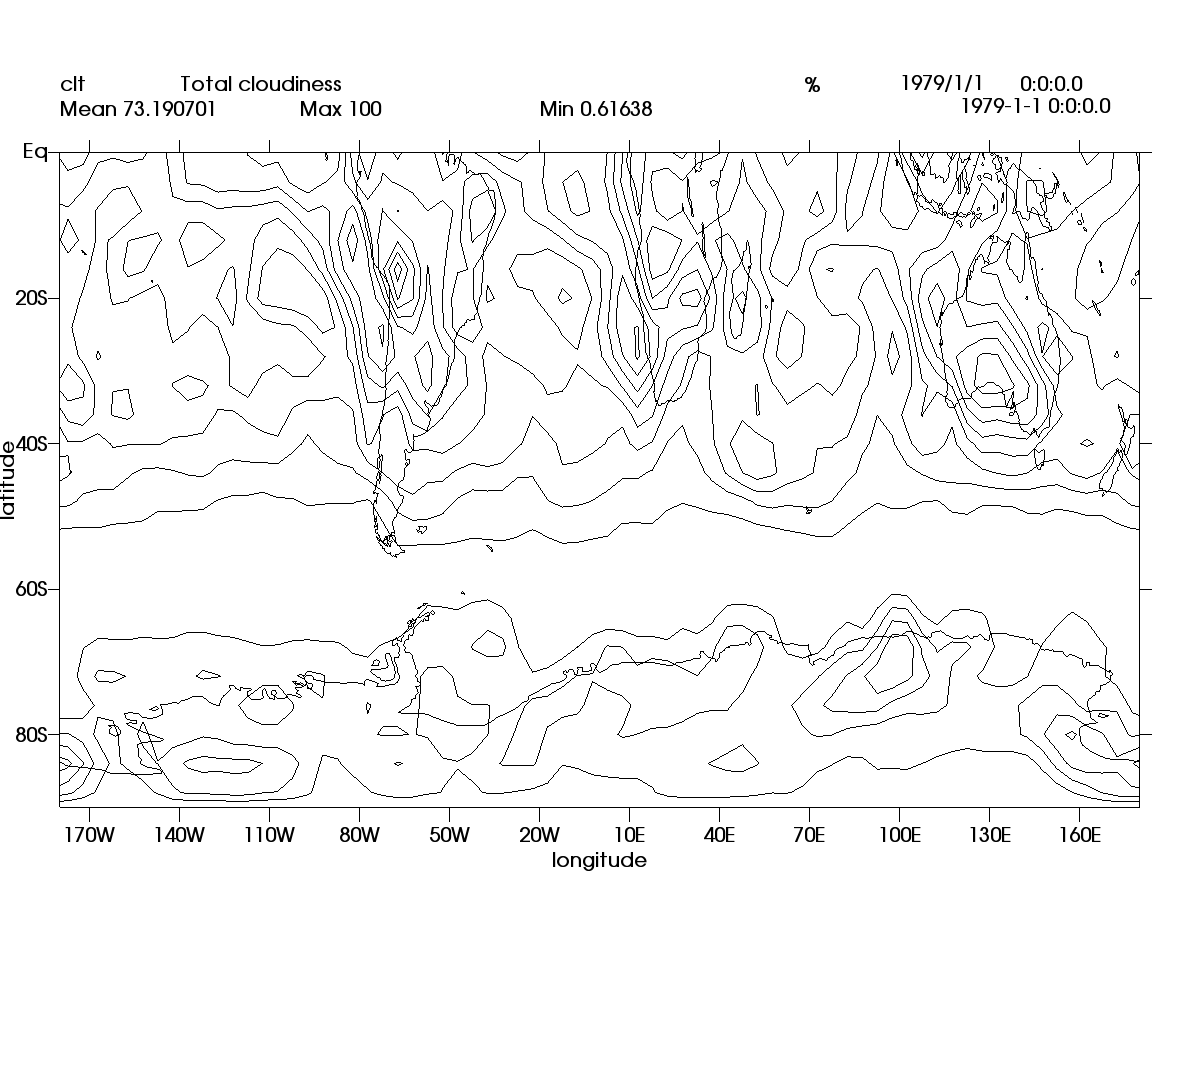 clt Total cloudiness % 1979/1/1 0:0:0.0
Mean 73.190701 Max 100 Min 0.61638 1979-1-1 0:0:0.0
Eq
20S
40S
60S
80S
latitude
170W 140W 110W 80W 50W 20W 10E 40E 70E 100E 130E 160E
longitude